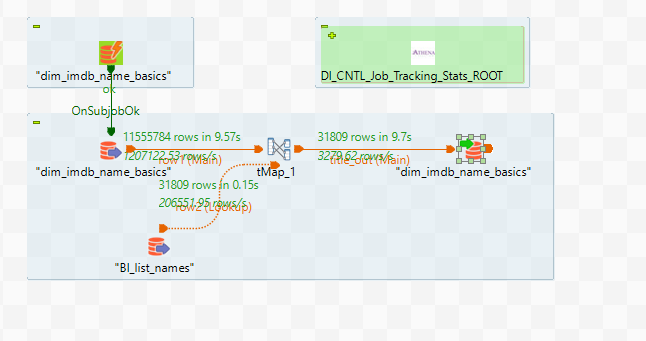 ATHENA
"dim_imdb_name_basics"
DI_CNTL_Job_Tracking_Stats_ROOT
ok
OnSubjobOk
11555784 rows in 9.57s
1207122.53 rows/s
row1 (Main)
31809 rows in 9.7s
3279.62 rows/s
title_out (Main)
"dim_imdb_name_basics"
tMap_1
"dim_imdb_name_basics"
31809 rows in 0.15s
206551.95 rows/s
row2 (Lookup)
"BI_list_names"